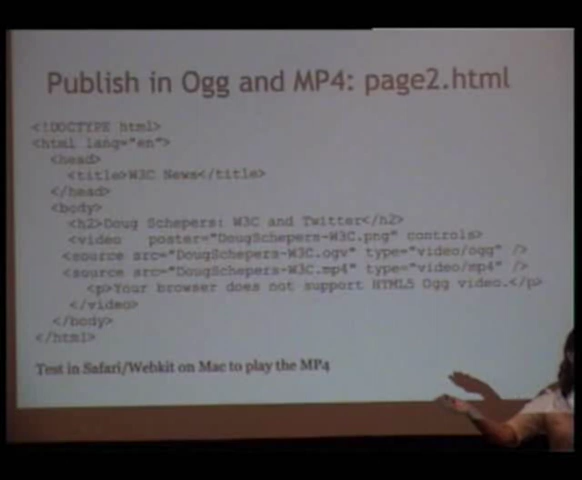 Publish in Ogg and MP4: page2.html
<!DOCTYPE html>
<html lang="en">
<head>
<title>W3C News</title>
</head>
<body>
<h2>Doug Schepers: W3C and Twitter</h2>
<video poster="DougSchepers-W3C.png" controls>
<source src="DougSchepers-W3C.ogv" type="video/ogg" />
<source src="DougSchepers-W3C.mp4" type="video/mp4" />
<p>Your browser does not support HTML5 Ogg video.</p>
</video>
</body>
</html>
Test in Safari/Webkit on Mac to play the MP4